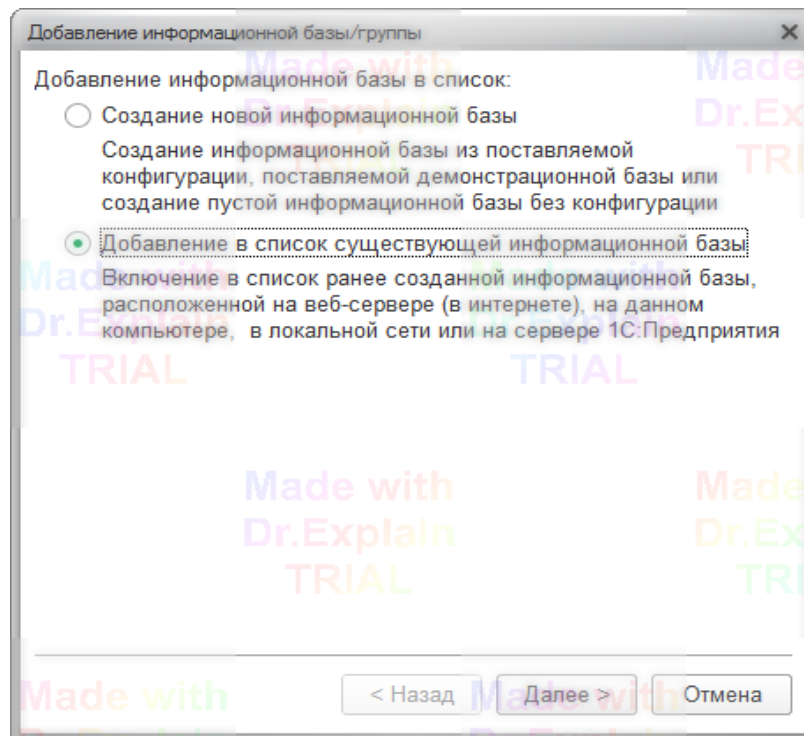 Добавление информационной базы/группы
Добавление информационной базы в список:
Создание новой информационной базы
Создание информационной базы из поставляемой
конфигурации, поставляемой демонстрационной базы или
создание пустой информационной базы без конфигурации
Добавление в список существующей информационной базы
Включение в список ранее созданной информационной базы,
расположенной на веб-сервере (в интернете), на данном
компьютере, в локальной сети или на сервере 1С:Предприятия
< Назад
Далее >
Отмена
Made with
Dr.Explain
TRIAL